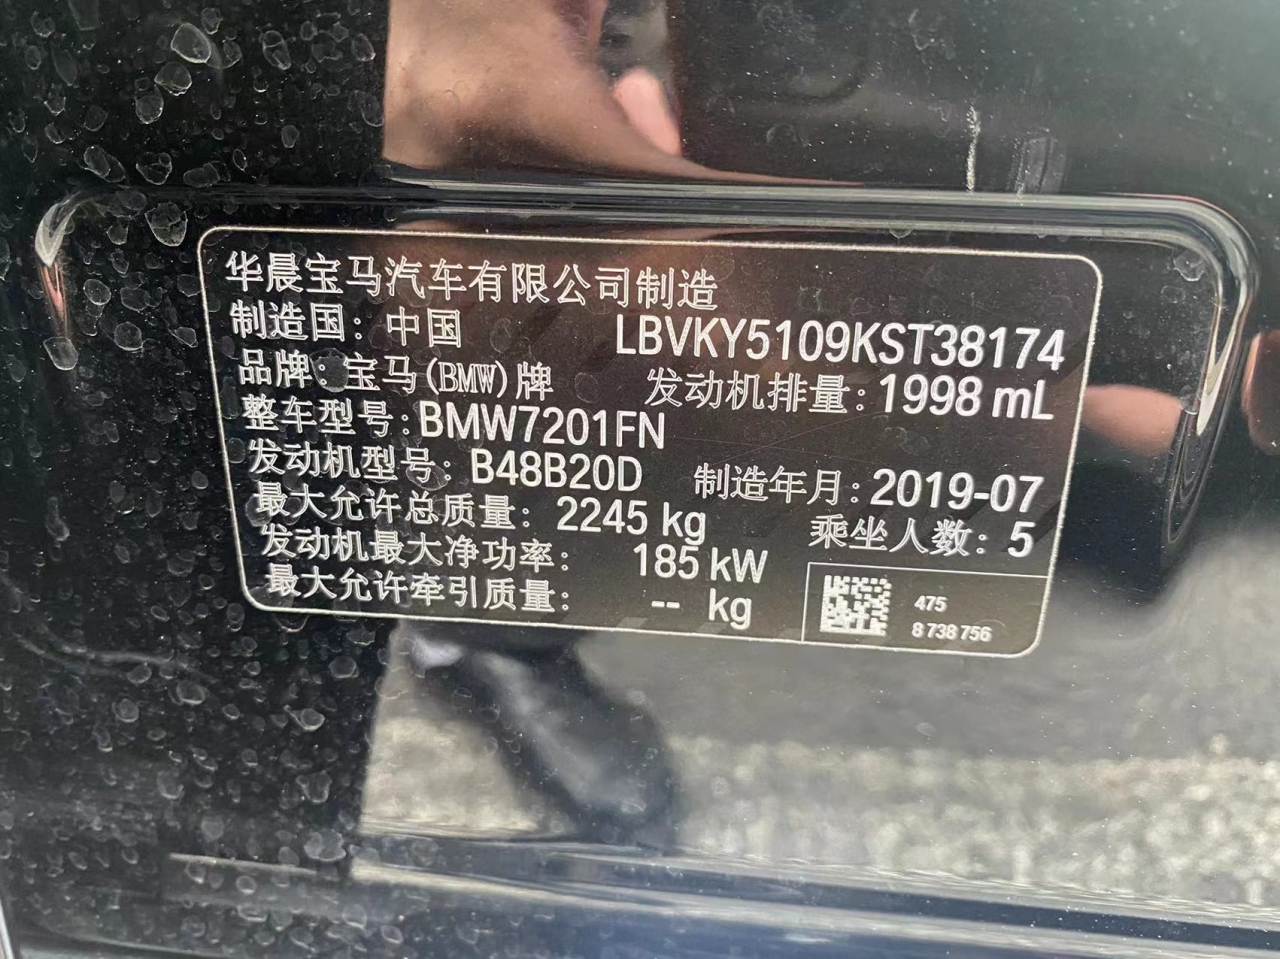 华晨宝马汽车有限公司制造
制造国：中国 LBVKY5109KST38174
品牌：宝马(BMW)牌 发动机排量：1998 mL
整车型号：BMW7201FN
发动机型号：B48B20D 制造年月：2019-07
最大允许总质量：2245 kg 乘坐人数：5
发动机最大净功率：185 kW
最大允许牵引质量：-- kg
475
8 738 756